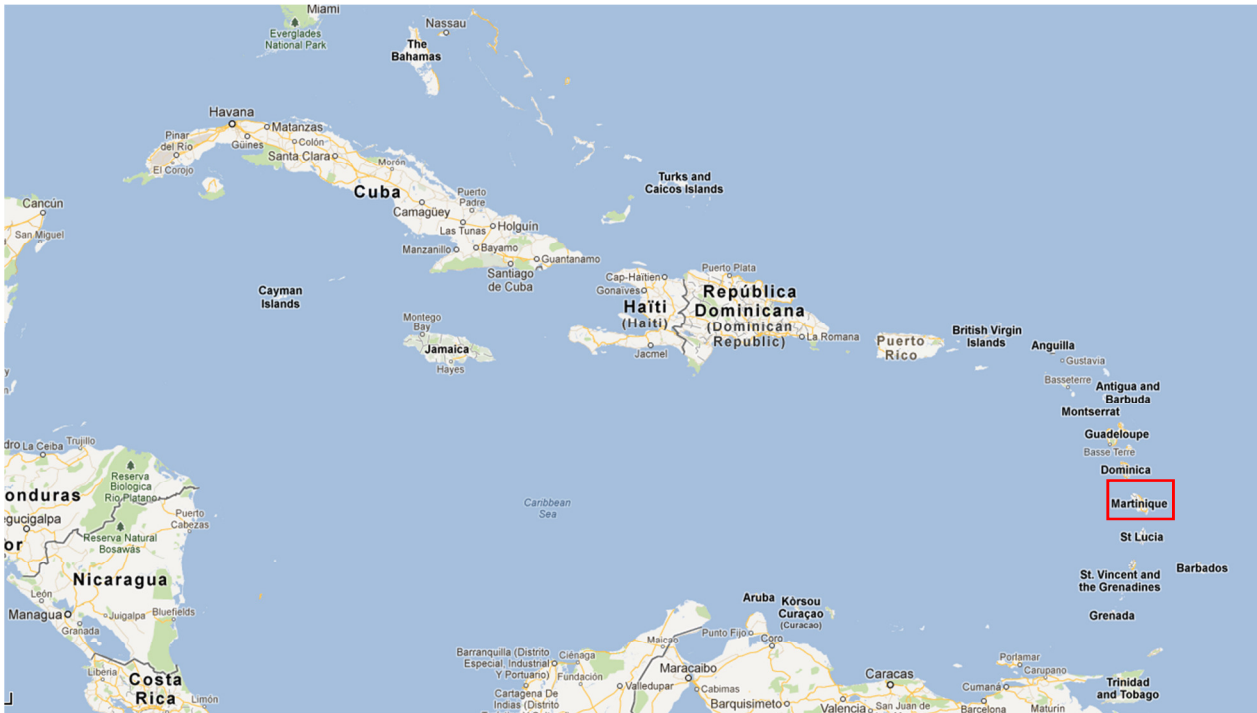 Miami
Everglades
National Park
Nassau
The
Bahamas
Havana
Matanzas
Pinar
del Río
Güines
Colón
Santa Clara
Morón
El Corojo
Cuba
Puerto
Padre
Camagüey
Las Tunas
Holguin
Manzanillo
Bayamo
Guantanamo
Santiago
de Cuba
Turks and
Caicos Islands
Cancún
San Miguel
Cayman
Islands
Montego
Bay
Jamaica
Hayes
Cap-Haïtien
Gonaives
Haïti
(Haiti)
Jacmel
Puerto Plata
República
Dominicana
(Dominican
Republic)
La Romana
Puerto
Rico
British Virgin
Islands
Anguilla
Gustavia
Basseterre
Antigua and
Barbuda
Montserrat
Guadeloupe
Basse Terre
Dominica
Martinique
St Lucia
St. Vincent and
the Grenadines
Barbados
Grenada
Caribbean
Sea
dro
La Ceiba
Trujillo
Reserva
Biologica
Rio Platano
onduras
egucigalpa
or
Puerto
Cabezas
Reserva Natural
Bosawás
Nicaragua
León
Managua
Juigalpa
Bluefields
Granada
Liberia
Costa
Rica
Limón
Aruba
Kòrsou
Curaçao
(Curacao)
Punto Fijo
Coro
Maicao
Barranquilla (Distrito
Especial, Industrial
Y Portuario)
Ciénaga
Fundación
Cartagena De
Indias (Distrito
Valledupar
Maracaibo
Cabimas
Barquisimeto
Caracas
Valencia
San Juan de
Cumaná
Porlamar
Carupano
Barcelona
Maturin
Trinidad
and Tobago